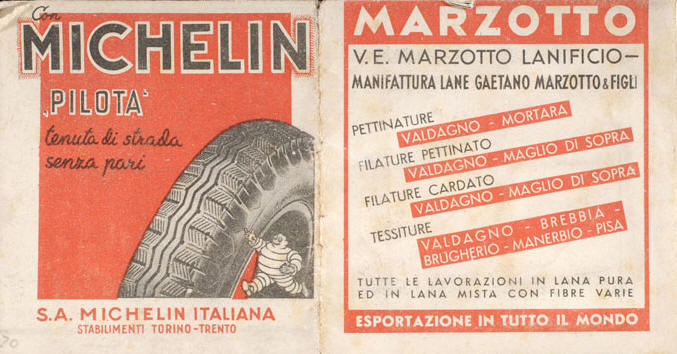 Con
MICHELIN
"PILOTA"
tenuta di strada
senza pari
S.A. MICHELIN ITALIANA
STABILIMENTI TORINO-TRENTO
70
MARZOTTO
V. E. MARZOTTO LANIFICIO—
MANIFATTURA LANE GAETANO MARZOTTO & FIGLI
PETTINATURE
VALDAGNO - MORTARA
FILATURE PETTINATO
VALDAGNO - MAGLIO DI SOPRA
FILATURE CARDATO
VALDAGNO - MAGLIO DI SOPRA
TESSITURE
VALDAGNO - BREBBIA -
BRUGHERIO - MANERBIO - PISA
TUTTE LE LAVORAZIONI IN LANA PURA
ED IN LANA MISTA CON FIBRE VARIE
ESPORTAZIONE IN TUTTO IL MONDO